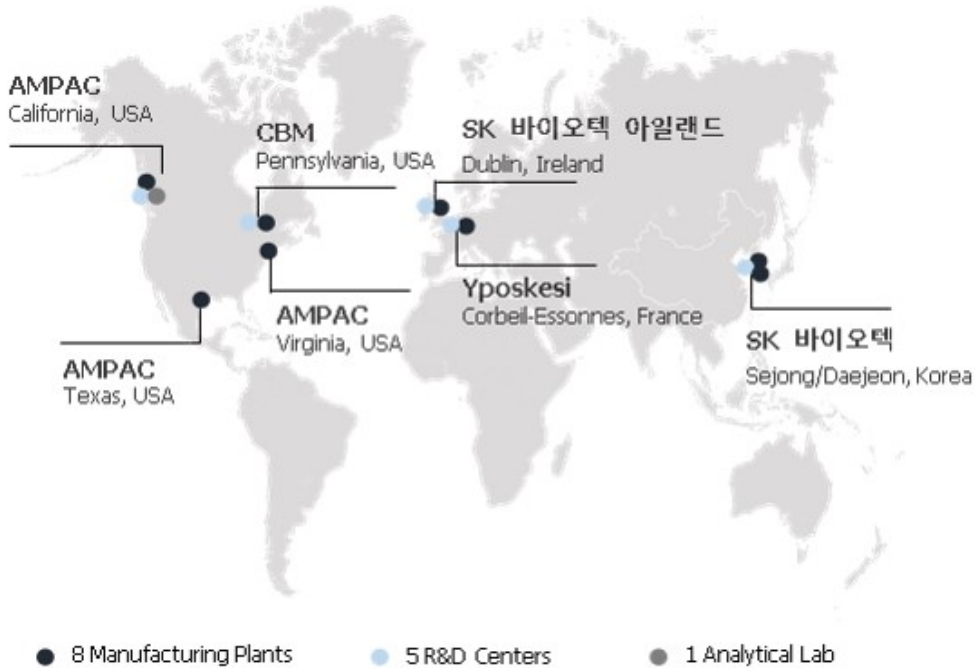 AMPAC
California, USA
CBM
Pennsylvania, USA
SK 바이오텍 아일랜드
Dublin, Ireland
AMPAC
Texas, USA
AMPAC
Virginia, USA
Yposkesi
Corbeil-Essonnes, France
SK 바이오텍
Sejong/Daejeon, Korea
8 Manufacturing Plants
5 R&D Centers
1 Analytical Lab